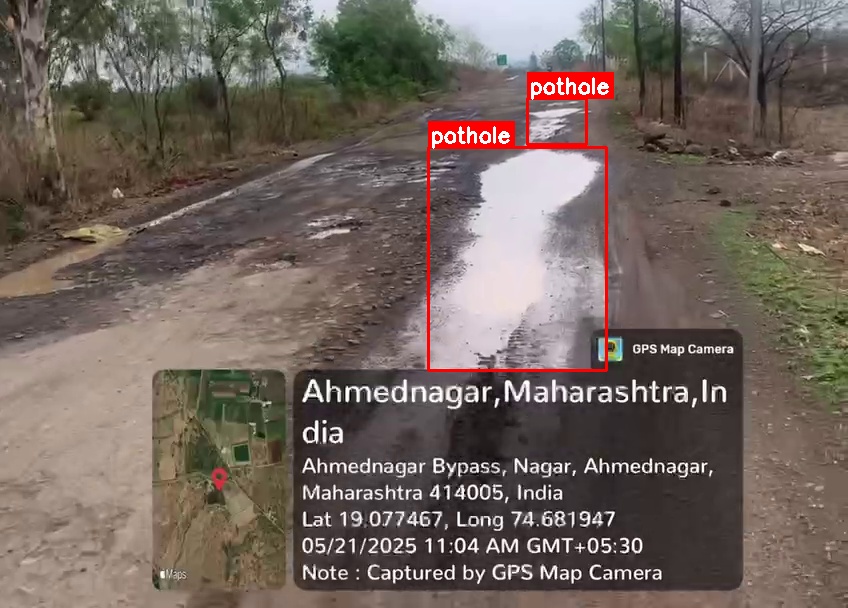 pothole
pothole
GPS Map Camera
Ahmednagar,Maharashtra,In
dia
Ahmednagar Bypass, Nagar, Ahmednagar,
Maharashtra 414005, India
Lat 19.077467, Long 74.681947
05/21/2025 11:04 AM GMT+05:30
Note : Captured by GPS Map Camera
Maps